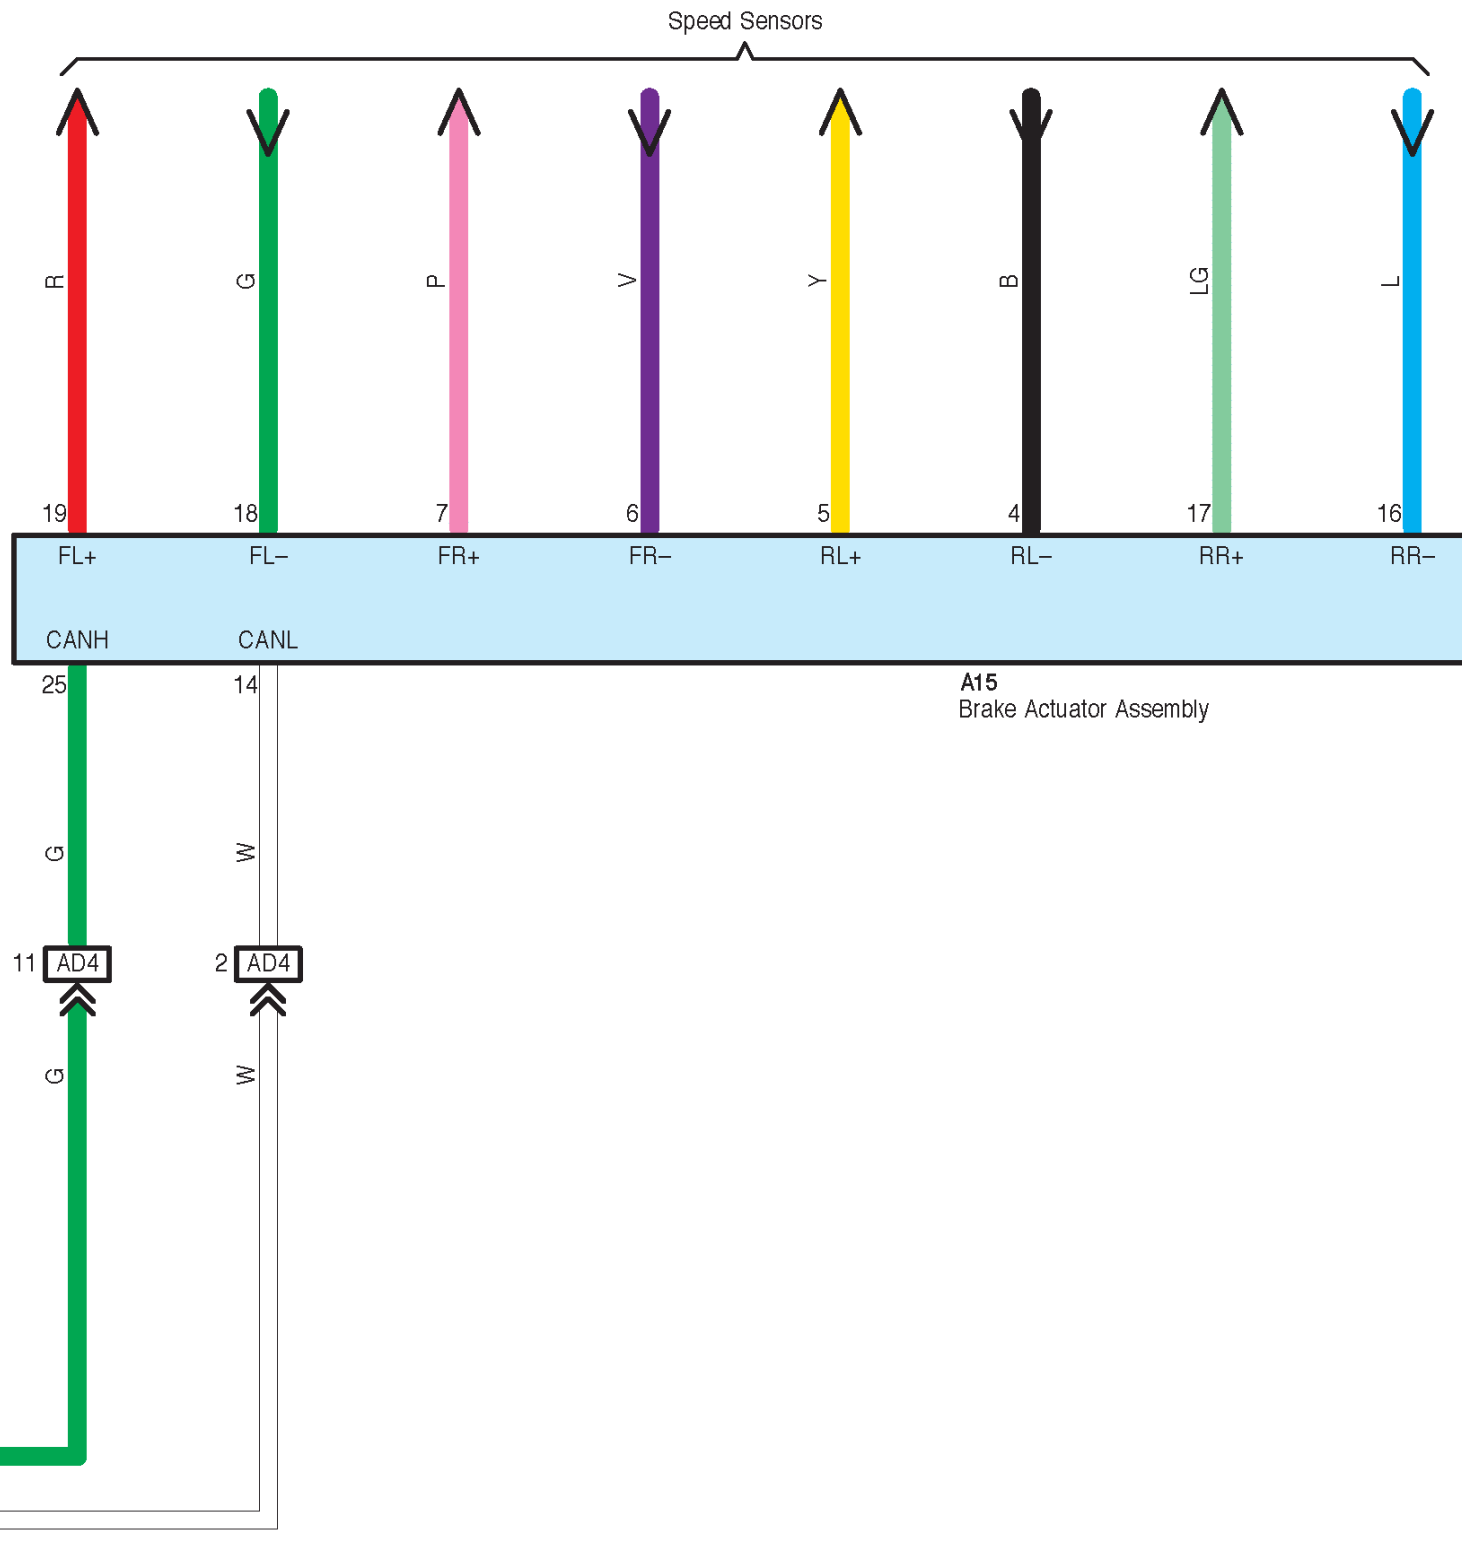 Speed Sensors
R G P V Y B LG L
19 18 7 6 5 4 17 16
FL+ FL– FR+ FR– RL+ RL– RR+ RR–
CANH CANL
25 14
A15
Brake Actuator Assembly
G W
11 AD4 2 AD4
G W